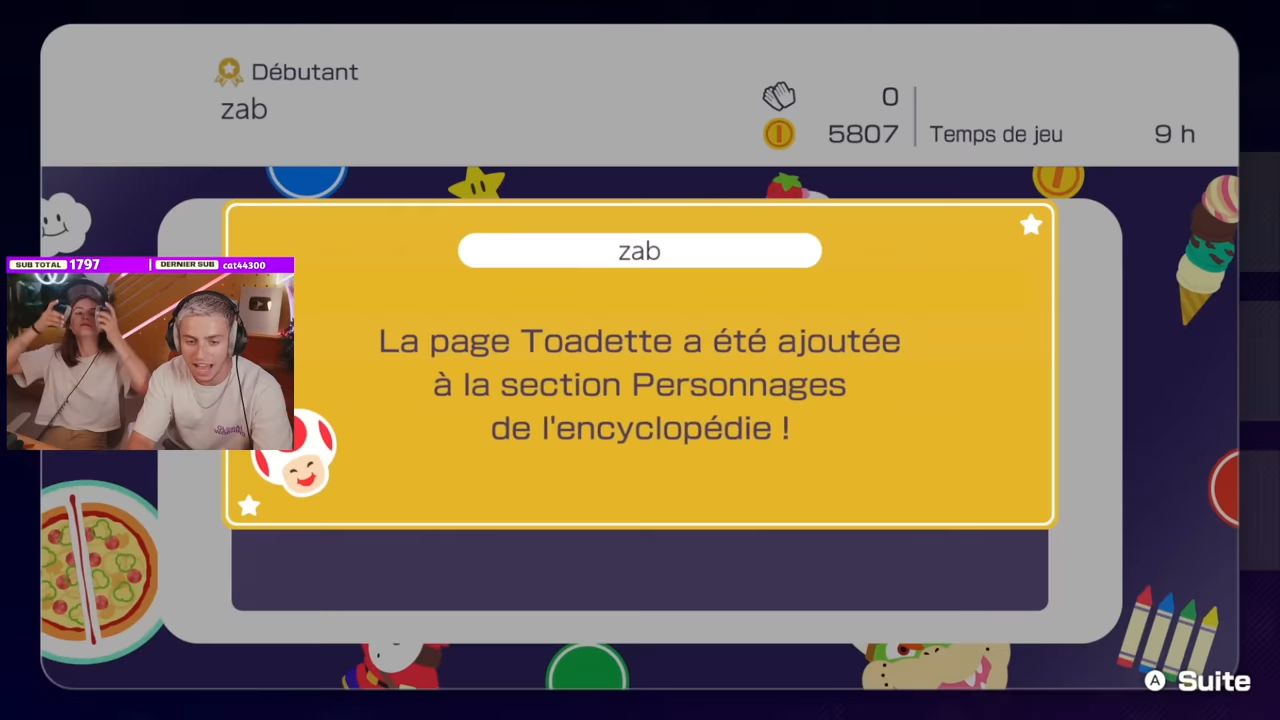 Débutant
zab
0
5807
Temps de jeu 9 h
zab
SUB TOTAL 1797
DERNIER SUB cat44300
La page Toadette a été ajoutée
à la section Personnages
de l'encyclopédie !
A Suite